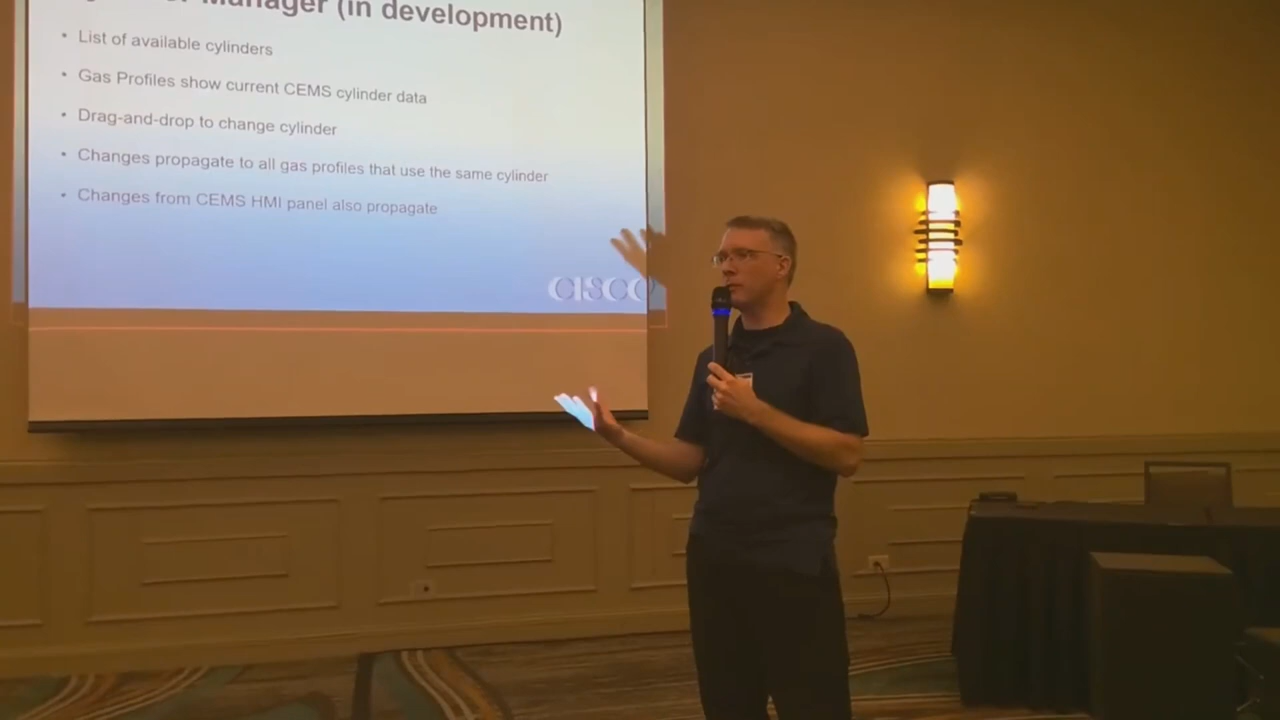 Manager (in development)
• List of available cylinders
• Gas Profiles show current CEMS cylinder data
• Drag-and-drop to change cylinder
• Changes propagate to all gas profiles that use the same cylinder
• Changes from CEMS HMI panel also propagate
CISCO